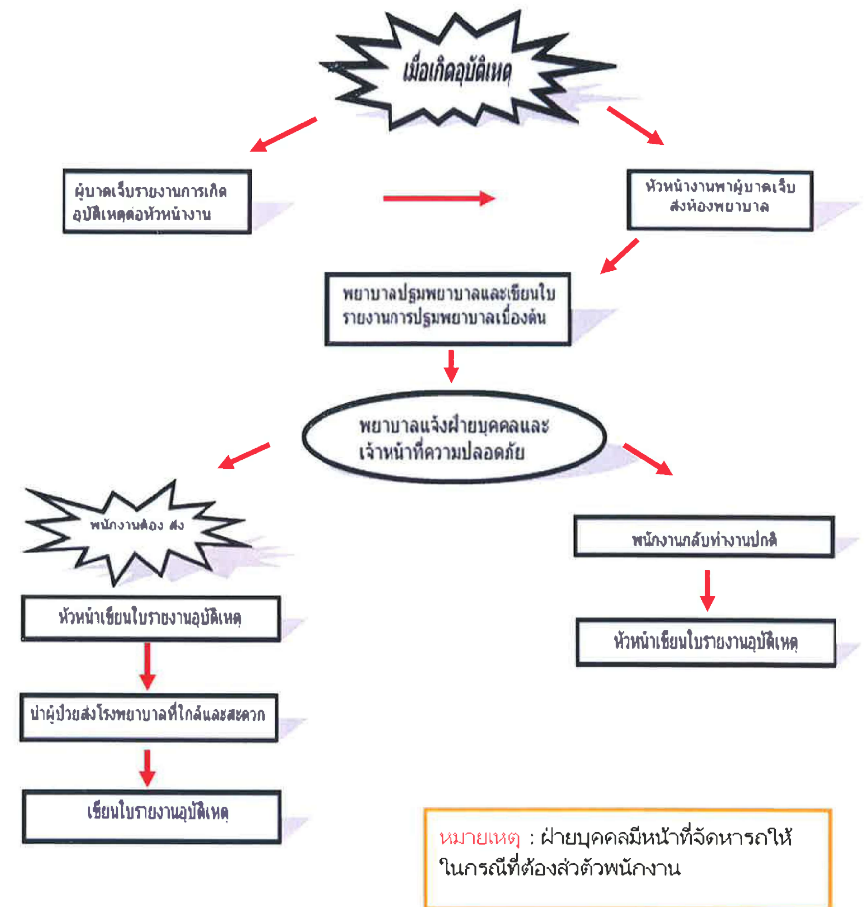 เมื่อเกิดอุบัติเหตุ
ผู้บาดเจ็บรายงานการเกิด
อุบัติเหตุต่อหัวหน้างาน
หัวหน้างานพาผู้บาดเจ็บ
ส่งห้องพยาบาล
พยาบาลปฐมพยาบาลและเขียนใบ
รายงานการปฐมพยาบาลเบื้องต้น
พยาบาลแจ้งฝ่ายบุคคลและ
เจ้าหน้าที่ความปลอดภัย
พนักงานต้อง ส่ง
พนักงานกลับทำงานปกติ
หัวหน้าเขียนใบรายงานอุบัติเหตุ
หัวหน้าเขียนใบรายงานอุบัติเหตุ
นำผู้ป่วยส่งโรงพยาบาลที่ใกล้และสะดวก
เขียนใบรายงานอุบัติเหตุ
หมายเหตุ : ฝ่ายบุคคลมีหน้าที่จัดหารถให้
ในกรณีที่ต้องส่วตัวพนักงาน